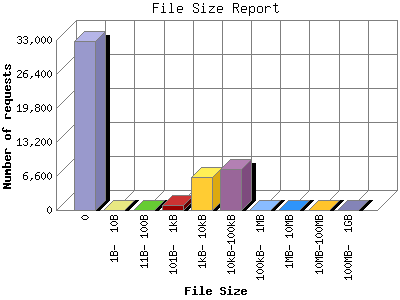 File Size Report
Number of requests
33,000
26,400
19,800
13,200
6,600
0
0
1B- 10B
11B- 100B
101B- 1kB
1kB- 10kB
10kB-100kB
100kB- 1MB
1MB- 10MB
10MB-100MB
100MB- 1GB
File Size